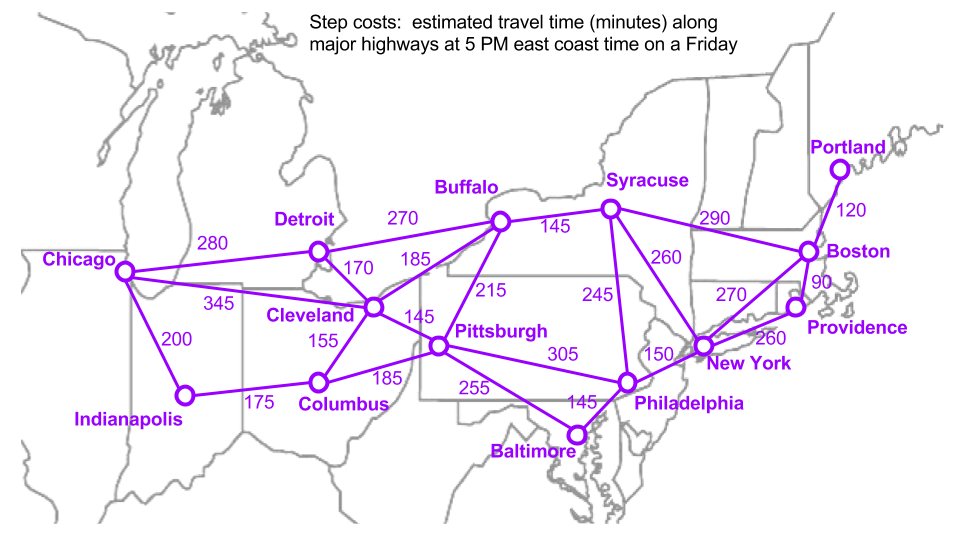 Step costs: estimated travel time (minutes) along
major highways at 5 PM east coast time on a Friday
Portland
Syracuse
Buffalo
120
Detroit
270
145
290
280
Boston
Chicago
185
260
170
90
215
245
270
345
Cleveland
145
Providence
155
Pittsburgh
200
260
305
150
New York
185
255
175
145
Columbus
Philadelphia
Indianapolis
Baltimore